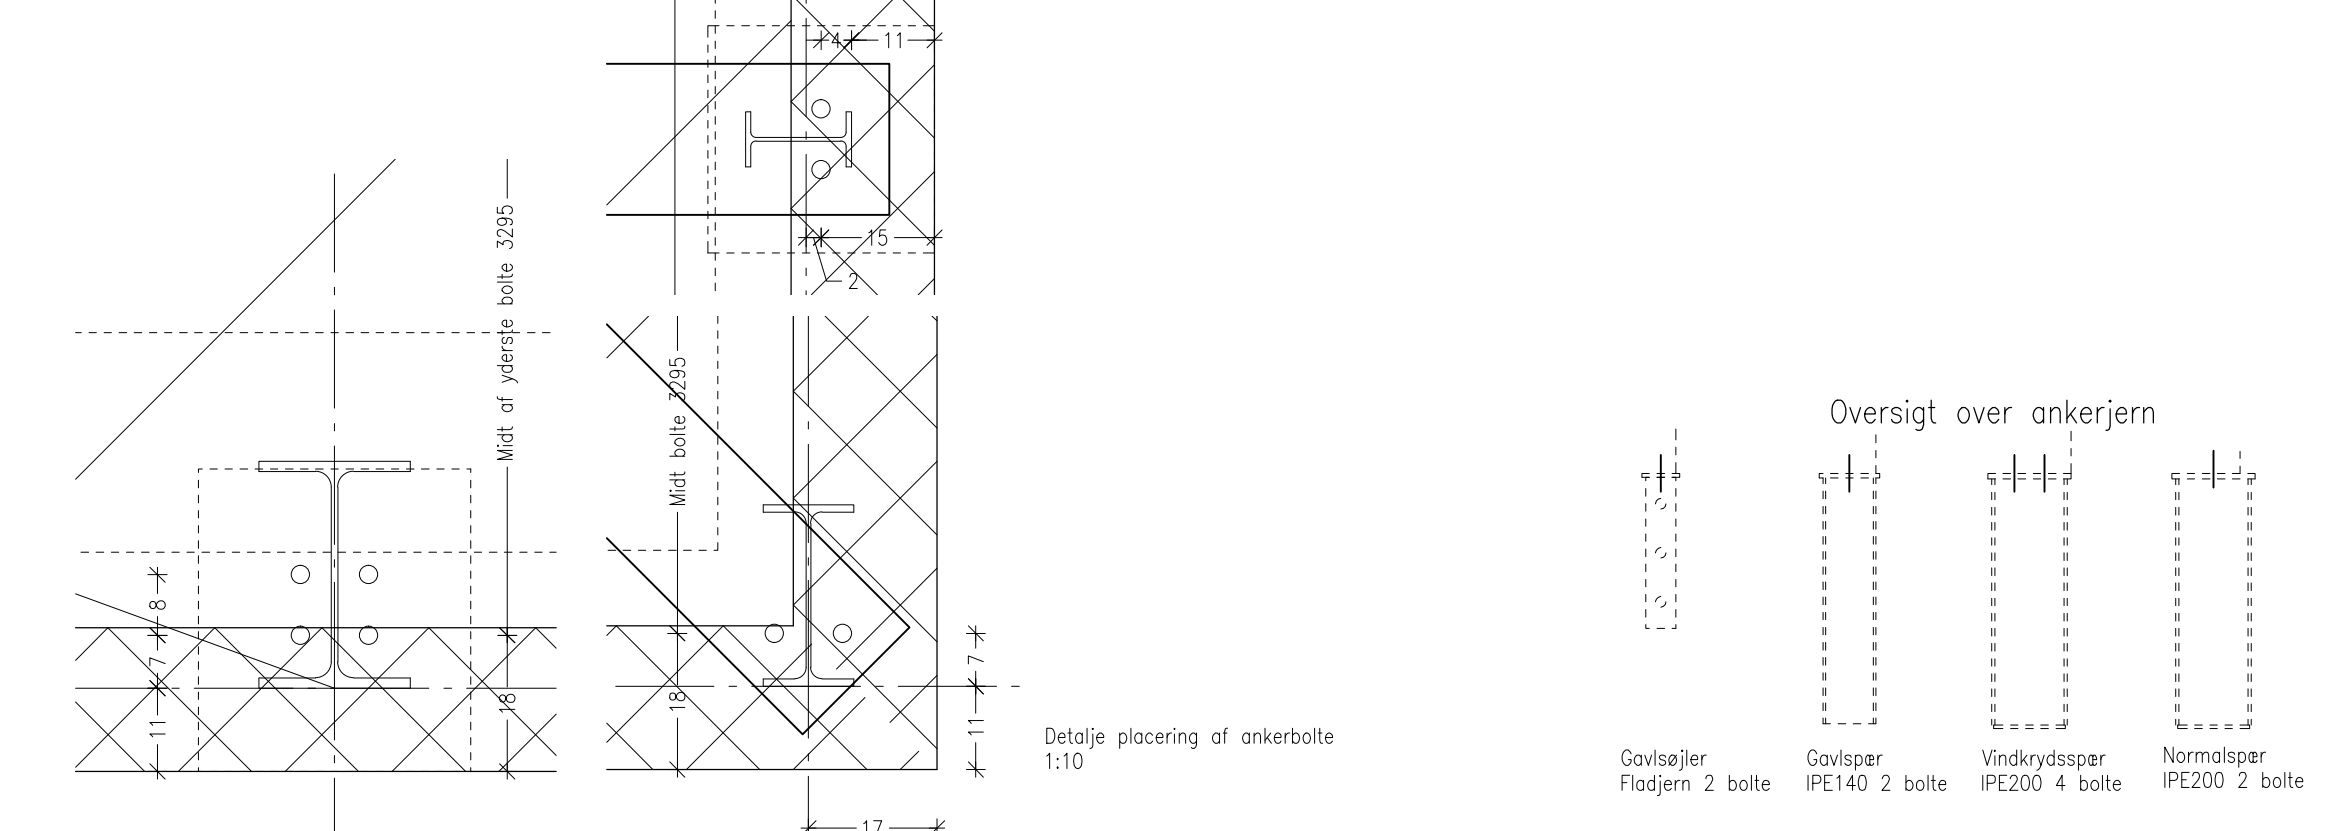 4
11
15
2
Midt af yderste bolte 3295
8
7
11
18
Midt bolte 3295
18
7
11
17
Detalje placering af ankerbolte
1:10
Oversigt over ankerjern
Gavlsøjler
Fladjern 2 bolte
Gavlspær
IPE140 2 bolte
Vindkrydsspær
IPE200 4 bolte
Normalspær
IPE200 2 bolte